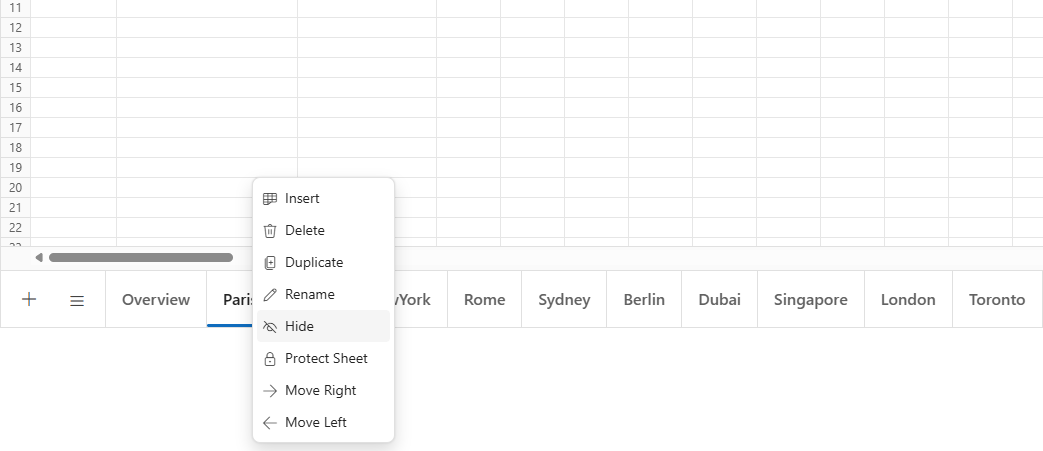 11
12
13
14
15
16
17
18
19
20
21
22
Insert
Delete
Duplicate
Rename
Hide
Protect Sheet
Move Right
Move Left
Overview Paris York Rome Sydney Berlin Dubai Singapore London Toronto